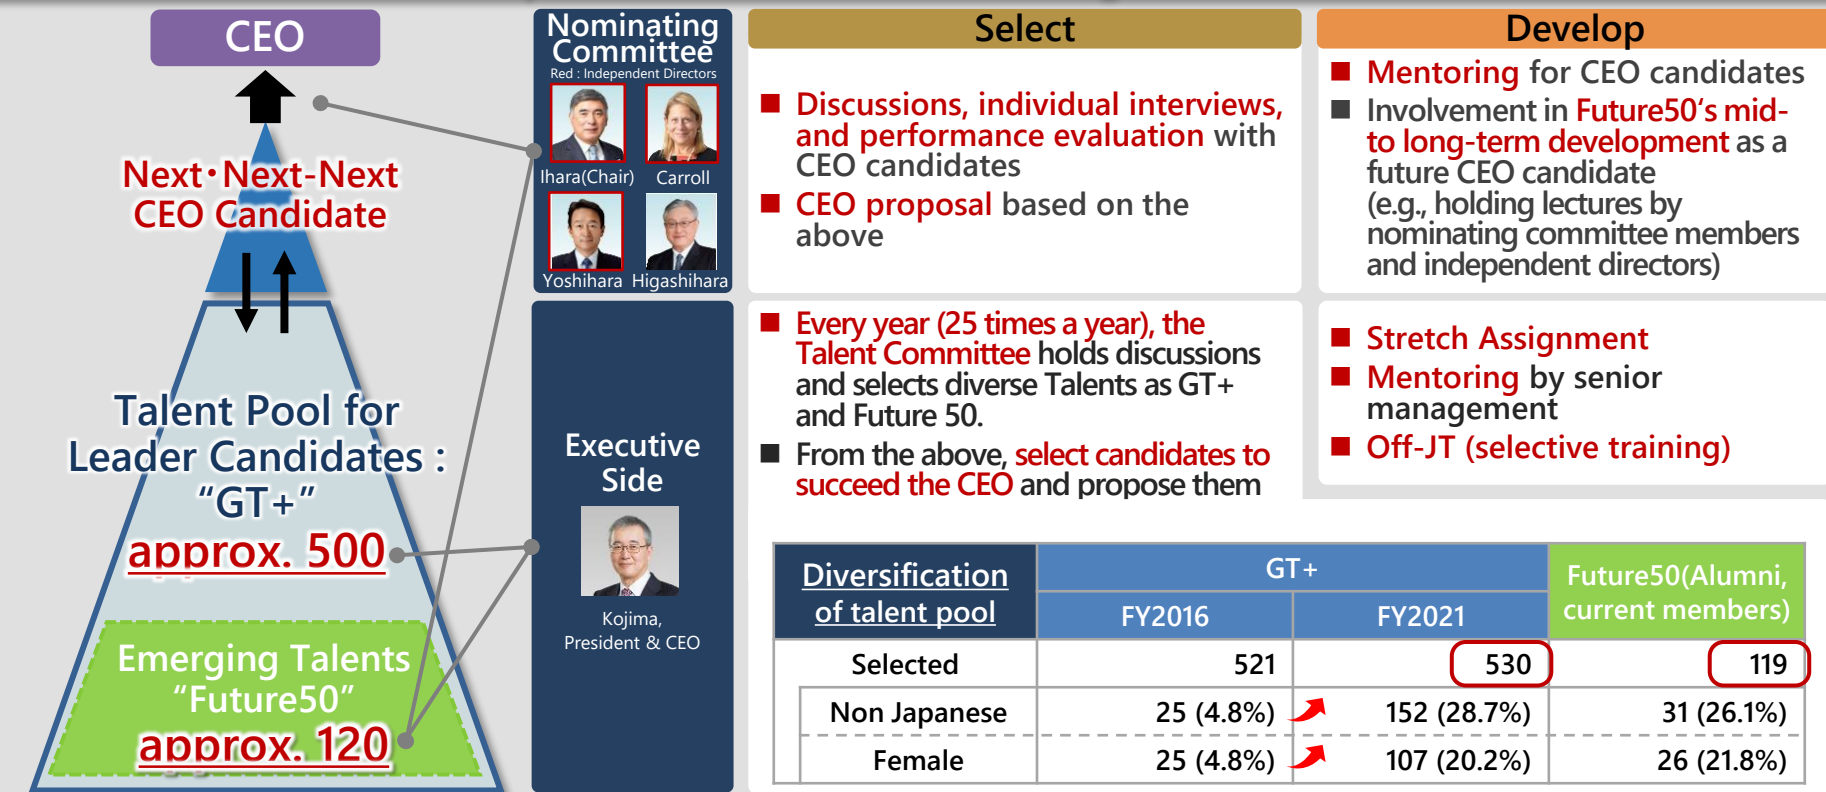 CEO
Next･Next-Next
CEO Candidate
Talent Pool for
Leader Candidates :
“GT+”
approx. 500
Emerging Talents
“Future50”
approx. 120
Nominating
Committee
Red : Independent Directors
Ihara(Chair) Carroll
Yoshihara Higashihara
Executive
Side
Kojima,
President & CEO
Select
■ Discussions, individual interviews,
and performance evaluation with
CEO candidates
■ CEO proposal based on the
above
■ Every year (25 times a year), the
Talent Committee holds discussions
and selects diverse Talents as GT+
and Future 50.
■ From the above, select candidates to
succeed the CEO and propose them
Develop
■ Mentoring for CEO candidates
■ Involvement in Future50‘s mid-
to long-term development as a
future CEO candidate
(e.g., holding lectures by
nominating committee members
and independent directors)
■ Stretch Assignment
■ Mentoring by senior
management
■ Off-JT (selective training)
Diversification
of talent pool
GT+
Future50(Alumni,
current members)
FY2016 FY2021
Selected 521 530 119
Non Japanese 25 (4.8%) 152 (28.7%) 31 (26.1%)
Female 25 (4.8%) 107 (20.2%) 26 (21.8%)